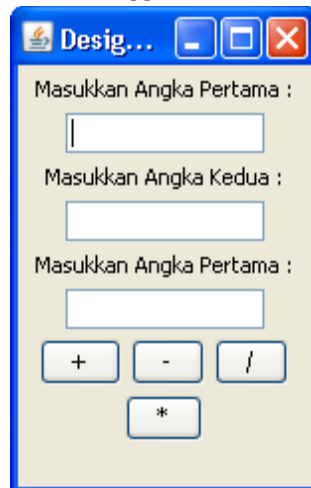 Desig...
Masukkan Angka Pertama :
Masukkan Angka Kedua :
Masukkan Angka Pertama :
+ - /
*